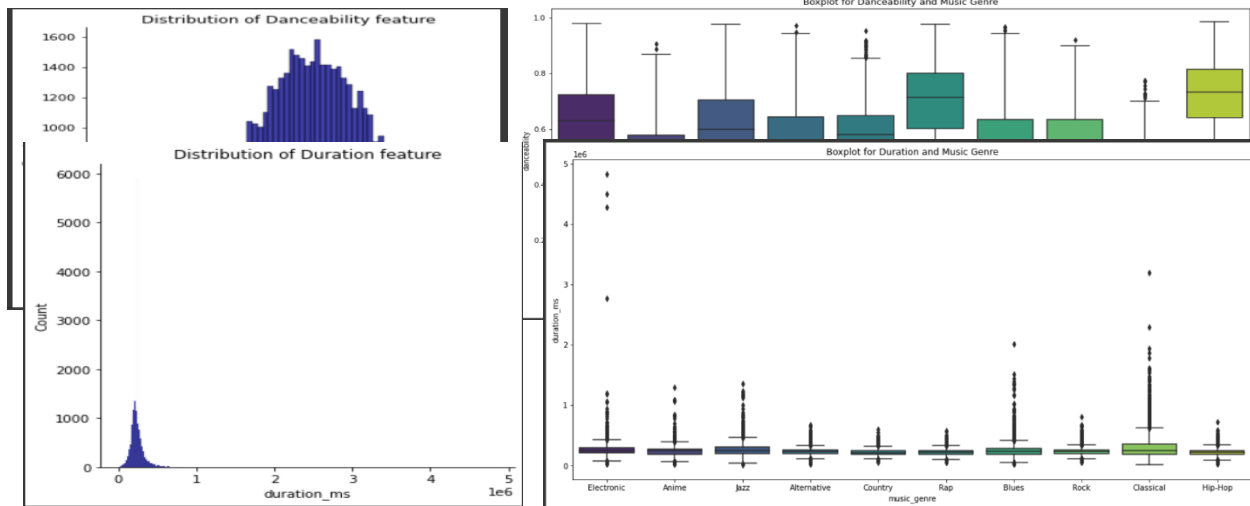 Distribution of Danceability feature
1600
1400
1200
1000
Boxplot for Danceability and Music Genre
1.0
0.8
0.6
danceability
0.2
Distribution of Duration feature
6000
5000
4000
3000
2000
1000
0
Count
0 1 2 3 4 5
duration_ms
1e6
Boxplot for Duration and Music Genre
1e6
5
4
3
2
1
0
duration_ms
Electronic Anime Jazz Alternative Country Rap Blues Rock Classical Hip-Hop
music_genre